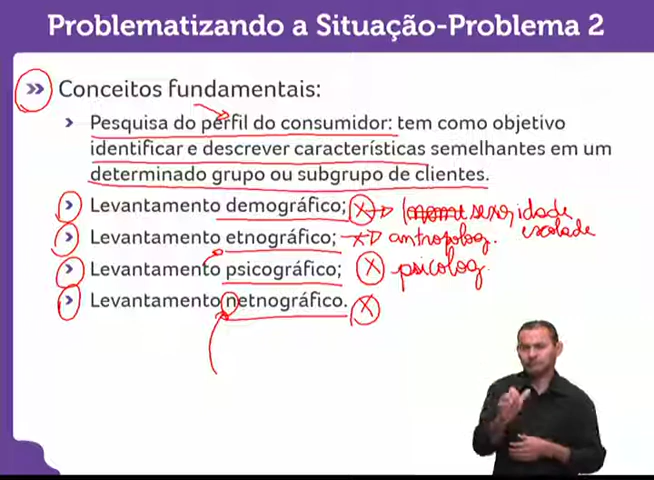 Problematizando a Situação-Problema 2
Conceitos fundamentais:
Pesquisa do perfil do consumidor: tem como objetivo
identificar e descrever características semelhantes em um
determinado grupo ou subgrupo de clientes.
Levantamento demográfico; sexo, idade
escolade
Levantamento etnográfico; antropolog.
Levantamento psicográfico; psicolog.
Levantamento netnográfico.